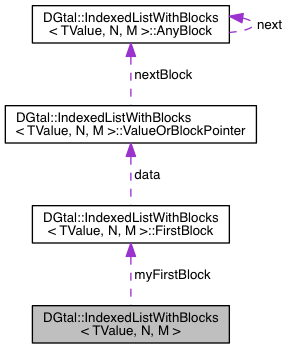 DGtal::IndexedListWithBlocks
< TValue, N, M >::AnyBlock
next
nextBlock
DGtal::IndexedListWithBlocks
< TValue, N, M >::ValueOrBlockPointer
data
DGtal::IndexedListWithBlocks
< TValue, N, M >::FirstBlock
myFirstBlock
DGtal::IndexedListWithBlocks
< TValue, N, M >